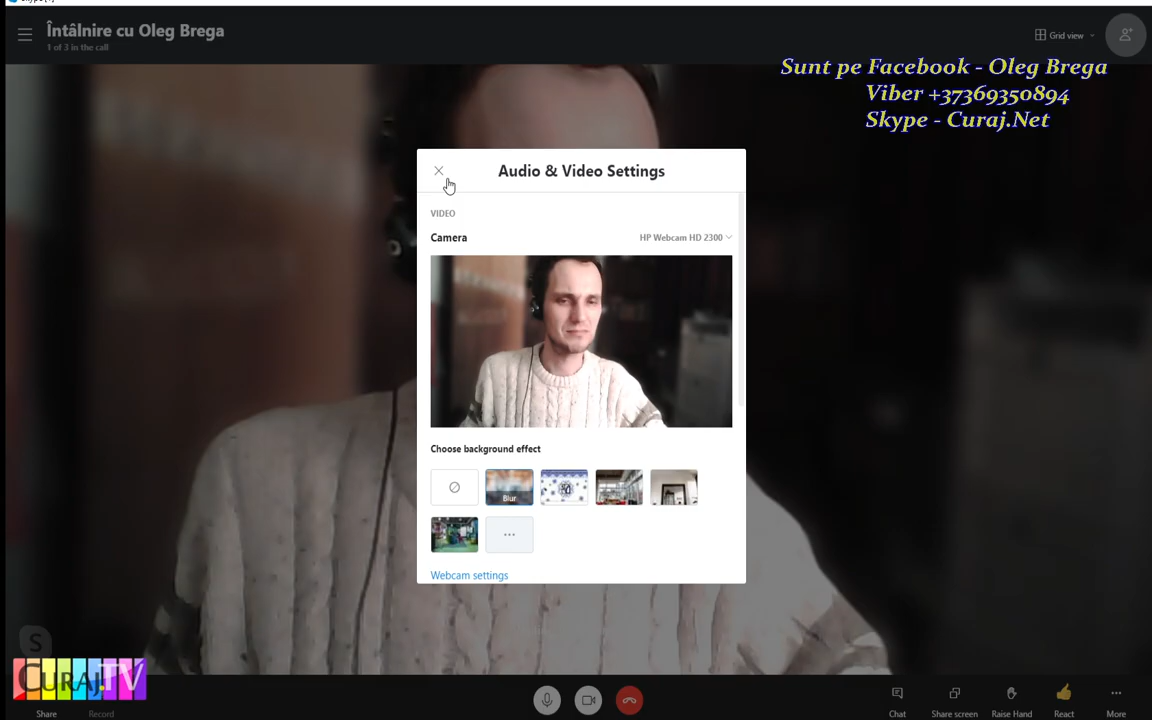 Întâlnire cu Oleg Brega
1 of 3 in the call
Grid view
Sunt pe Facebook - Oleg Brega
Viber +37369350894
Skype - Curaj.Net
Audio & Video Settings
VIDEO
Camera
HP Webcam HD 2300
Choose background effect
Blur
Webcam settings
S
CURAJ.TV
Share
Record
Chat
Share screen
Raise Hand
React
More